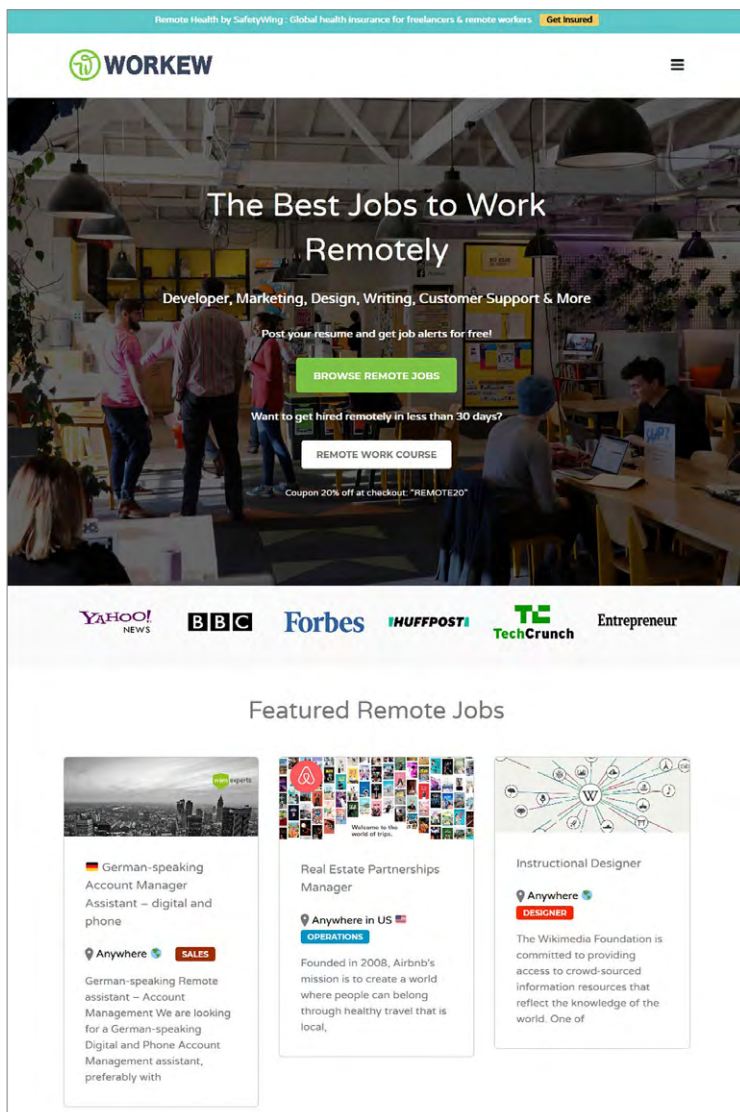 Remote Health by SafetyWing : Global health insurance for freelancers & remote workers Get Insured
WORKEW
The Best Jobs to Work
Remotely
Developer, Marketing, Design, Writing, Customer Support & More
Post your resume and get job alerts for free!
BROWSE REMOTE JOBS
Want to get hired remotely in less than 30 days?
REMOTE WORK COURSE
Coupon 20% off at checkout: "REMOTE20"
YAHOO!
NEWS
BBC
Forbes
HUFFPOST
TC
TechCrunch
Entrepreneur
Featured Remote Jobs
experts
German-speaking
Account Manager
Assistant – digital and
phone
Anywhere SALES
German-speaking Remote
assistant – Account
Management We are looking
for a German-speaking
Digital and Phone Account
Management assistant,
preferably with
Welcome to the
world of trips.
Real Estate Partnerships
Manager
Anywhere in US
OPERATIONS
Founded in 2008, Airbnb's
mission is to create a world
where people can belong
through healthy travel that is
local,
W
Instructional Designer
Anywhere
DESIGNER
The Wikimedia Foundation is
committed to providing
access to crowd-sourced
information resources that
reflect the knowledge of the
world. One of